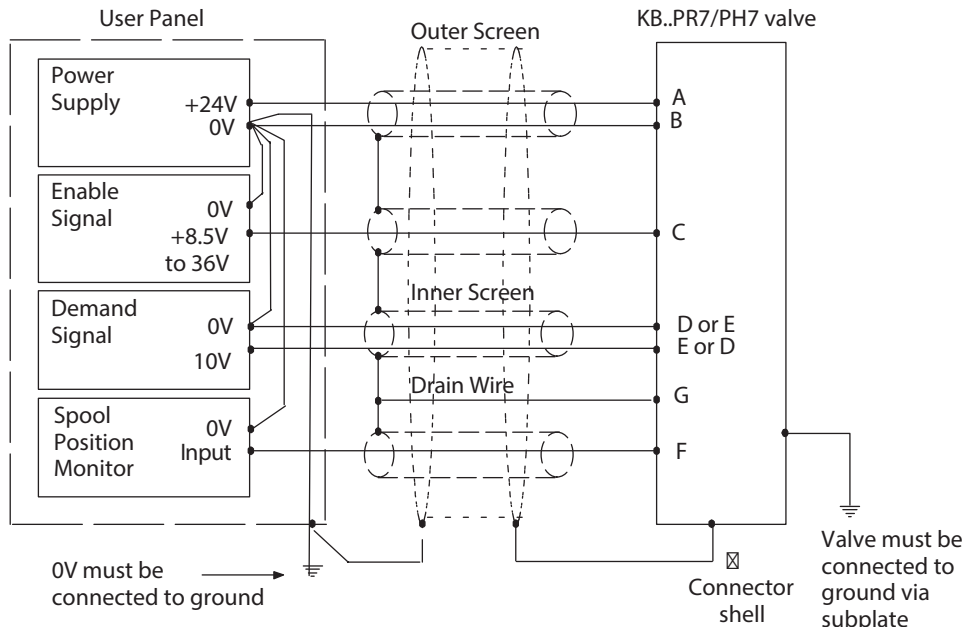 User Panel
Outer Screen
KB..PR7/PH7 valve
Power
Supply
+24V
0V
A
B
Enable
Signal
0V
+8.5V
to 36V
C
Demand
Signal
0V
10V
Inner Screen
D or E
E or D
Drain Wire
G
Spool
Position
Monitor
0V
Input
F
0V must be
connected to ground
Connector
shell
Valve must be
connected to
ground via
subplate